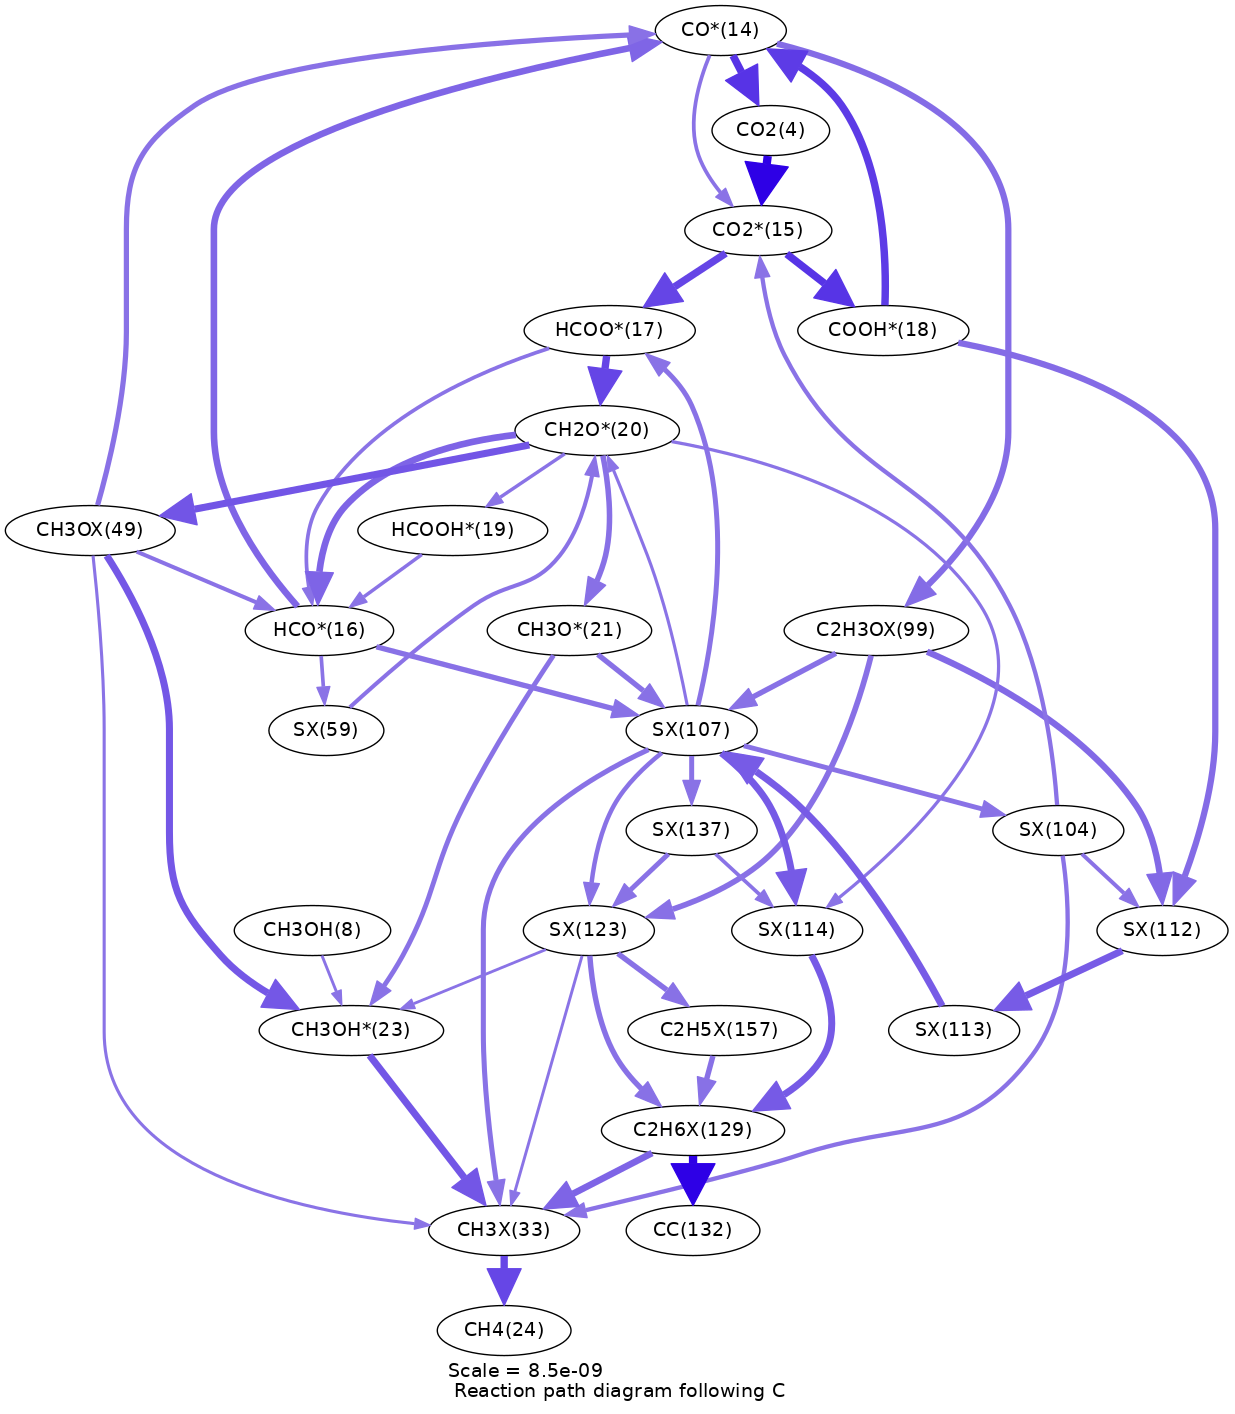 CO*(14)
CO2(4)
CO2*(15)
HCOO*(17)
COOH*(18)
CH2O*(20)
CH3OX(49)
HCOOH*(19)
HCO*(16)
CH3O*(21)
C2H3OX(99)
SX(59)
SX(107)
SX(137)
SX(104)
CH3OH(8)
SX(123)
SX(114)
SX(112)
CH3OH*(23)
C2H5X(157)
SX(113)
C2H6X(129)
CH3X(33)
CC(132)
CH4(24)
Scale = 8.5e-09
Reaction path diagram following C